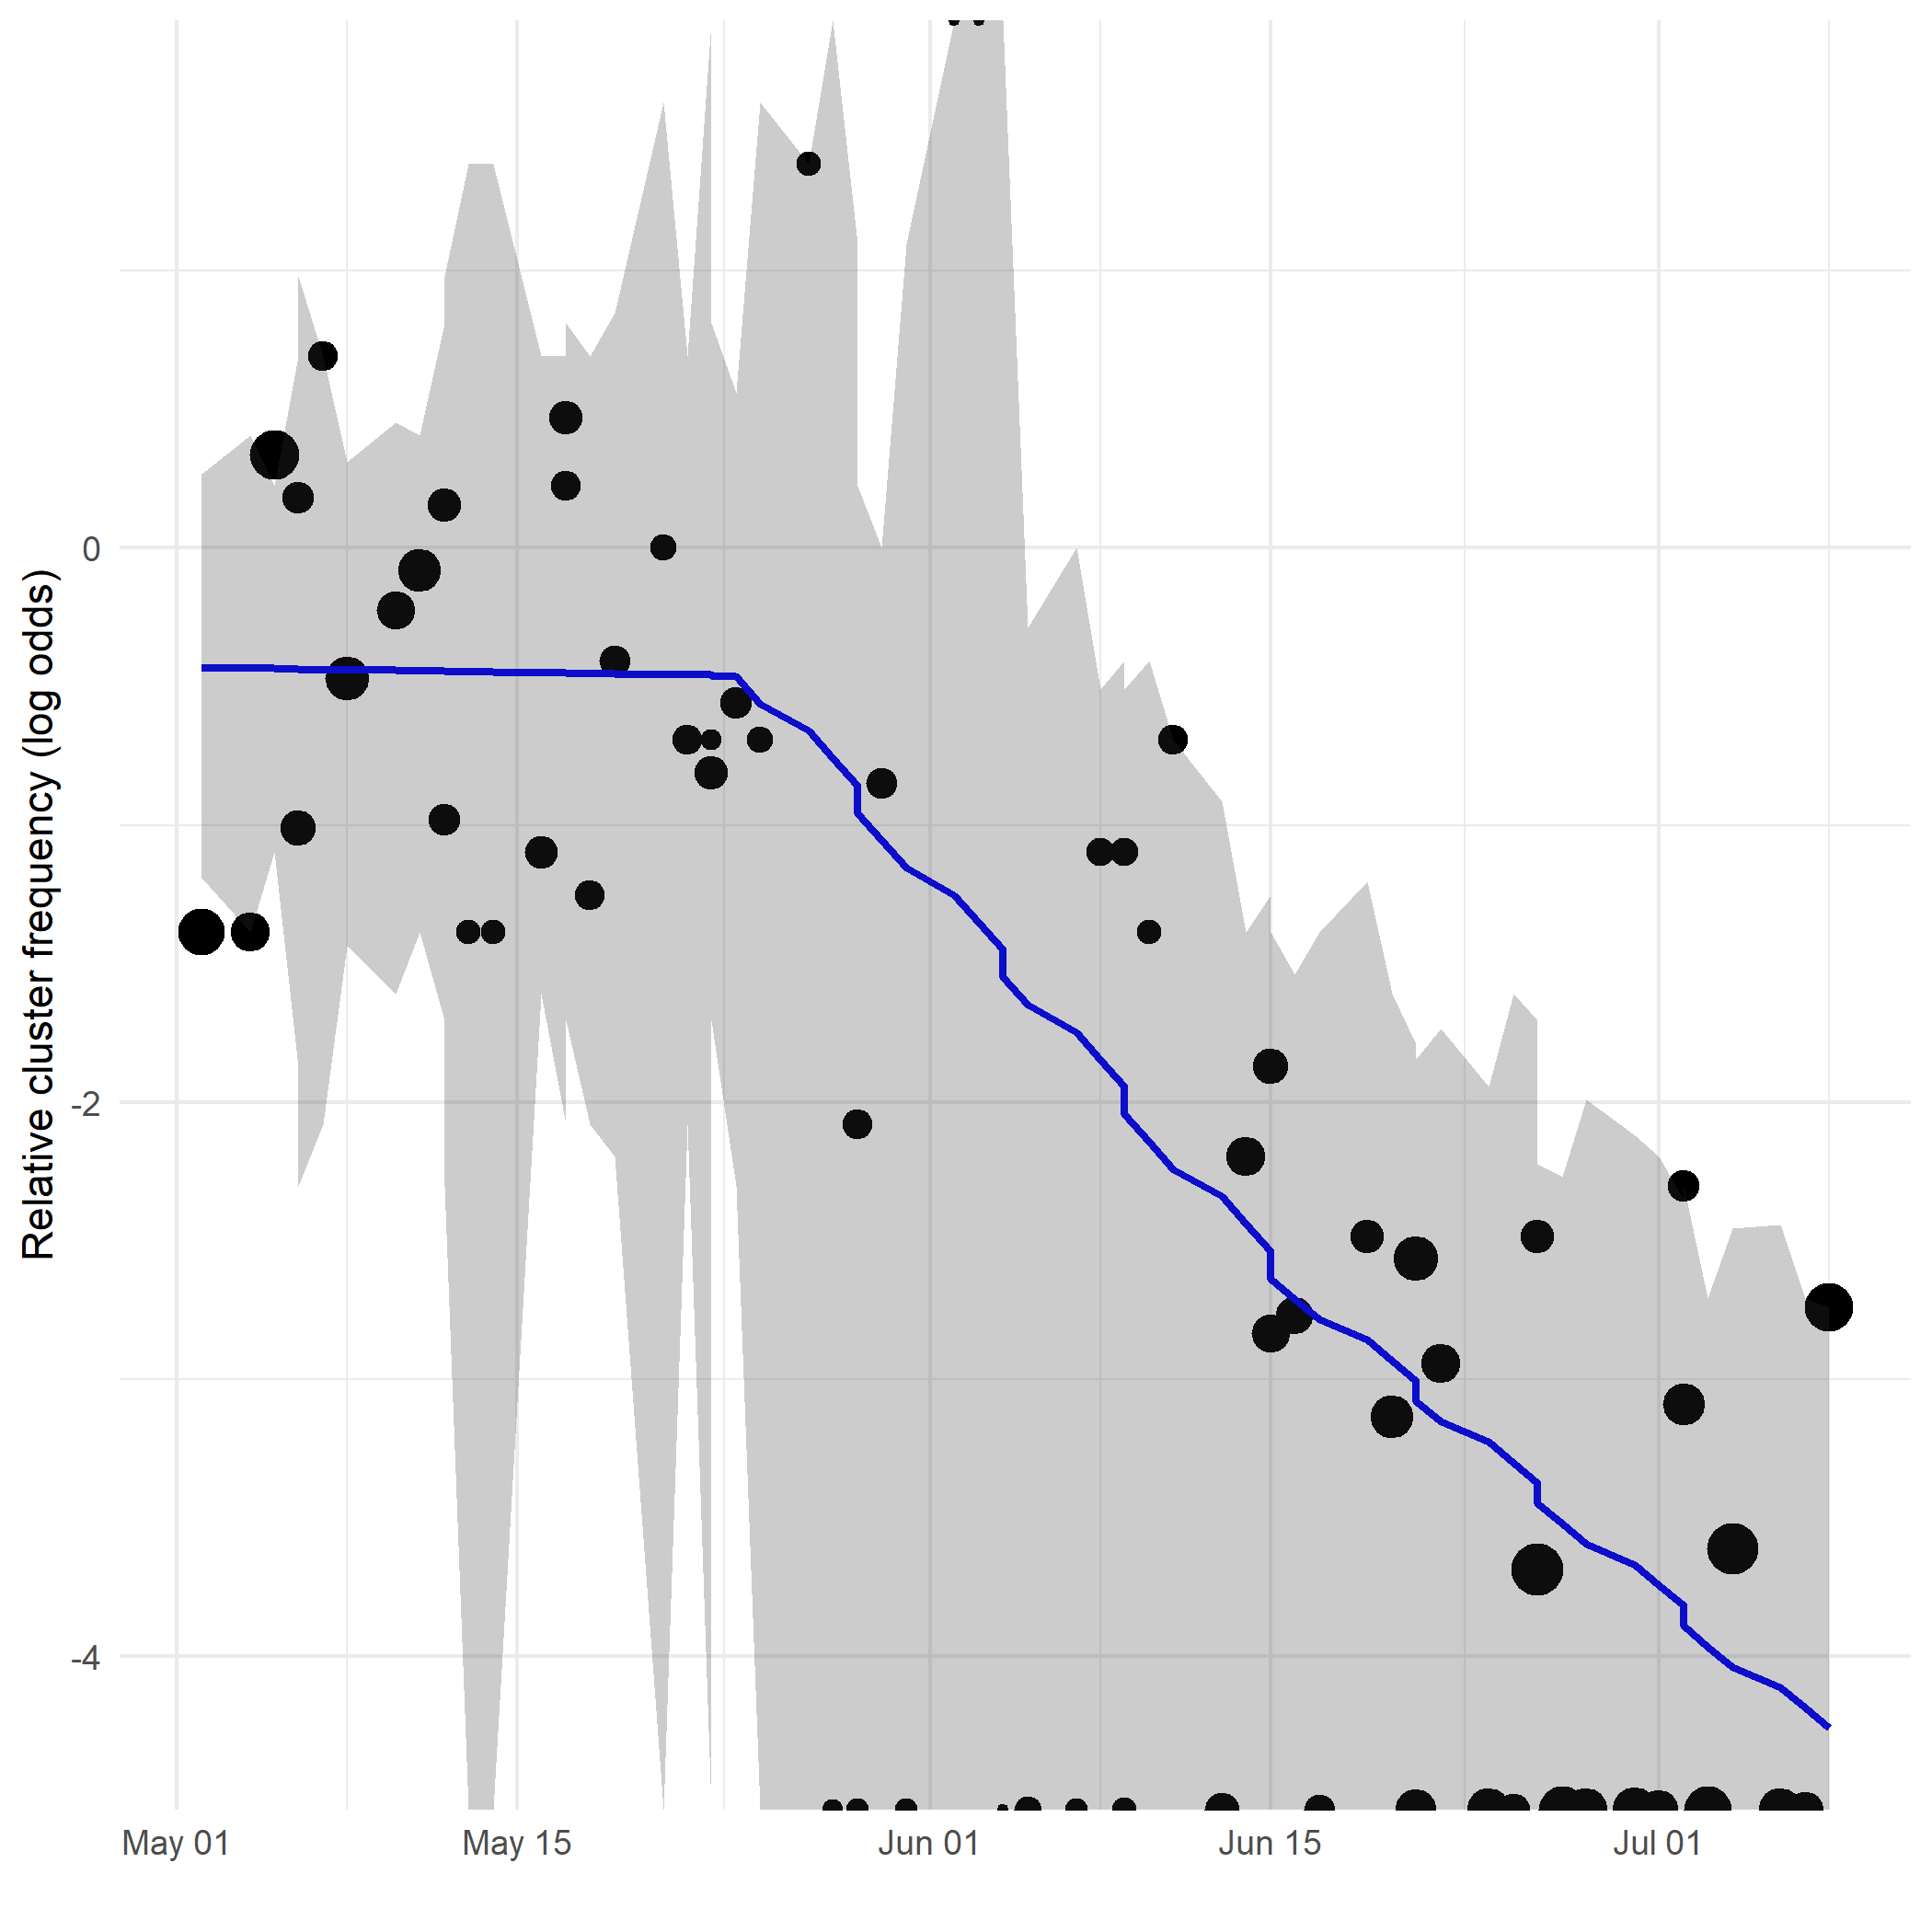 Relative cluster frequency (log odds)
0
-2
-4
May 01
May 15
Jun 01
Jun 15
Jul 01